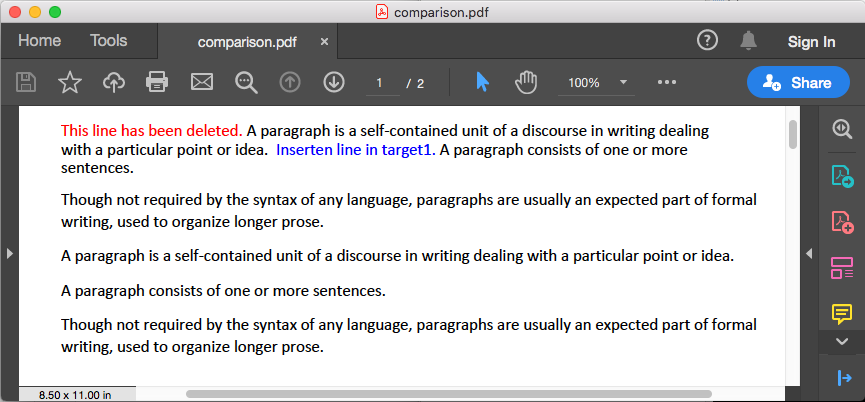 comparison.pdf
Home Tools comparison.pdf × ? Sign In
1 / 2 100% Share
This line has been deleted. A paragraph is a self-contained unit of a discourse in writing dealing
with a particular point or idea. Inserten line in target1. A paragraph consists of one or more
sentences.
Though not required by the syntax of any language, paragraphs are usually an expected part of formal
writing, used to organize longer prose.
A paragraph is a self-contained unit of a discourse in writing dealing with a particular point or idea.
A paragraph consists of one or more sentences.
Though not required by the syntax of any language, paragraphs are usually an expected part of formal
writing, used to organize longer prose.
8.50 x 11.00 in